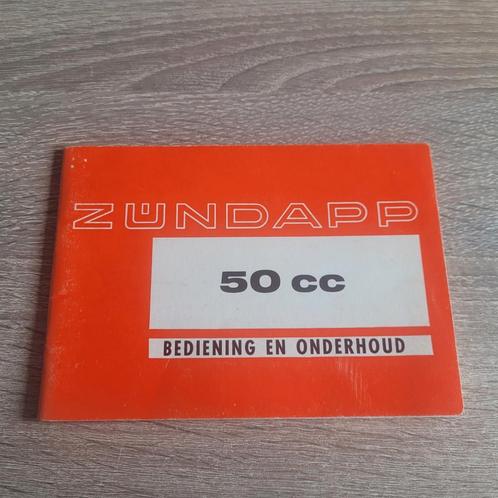 ZÜNDAPP
50 cc
BEDIENING EN ONDERHOUD